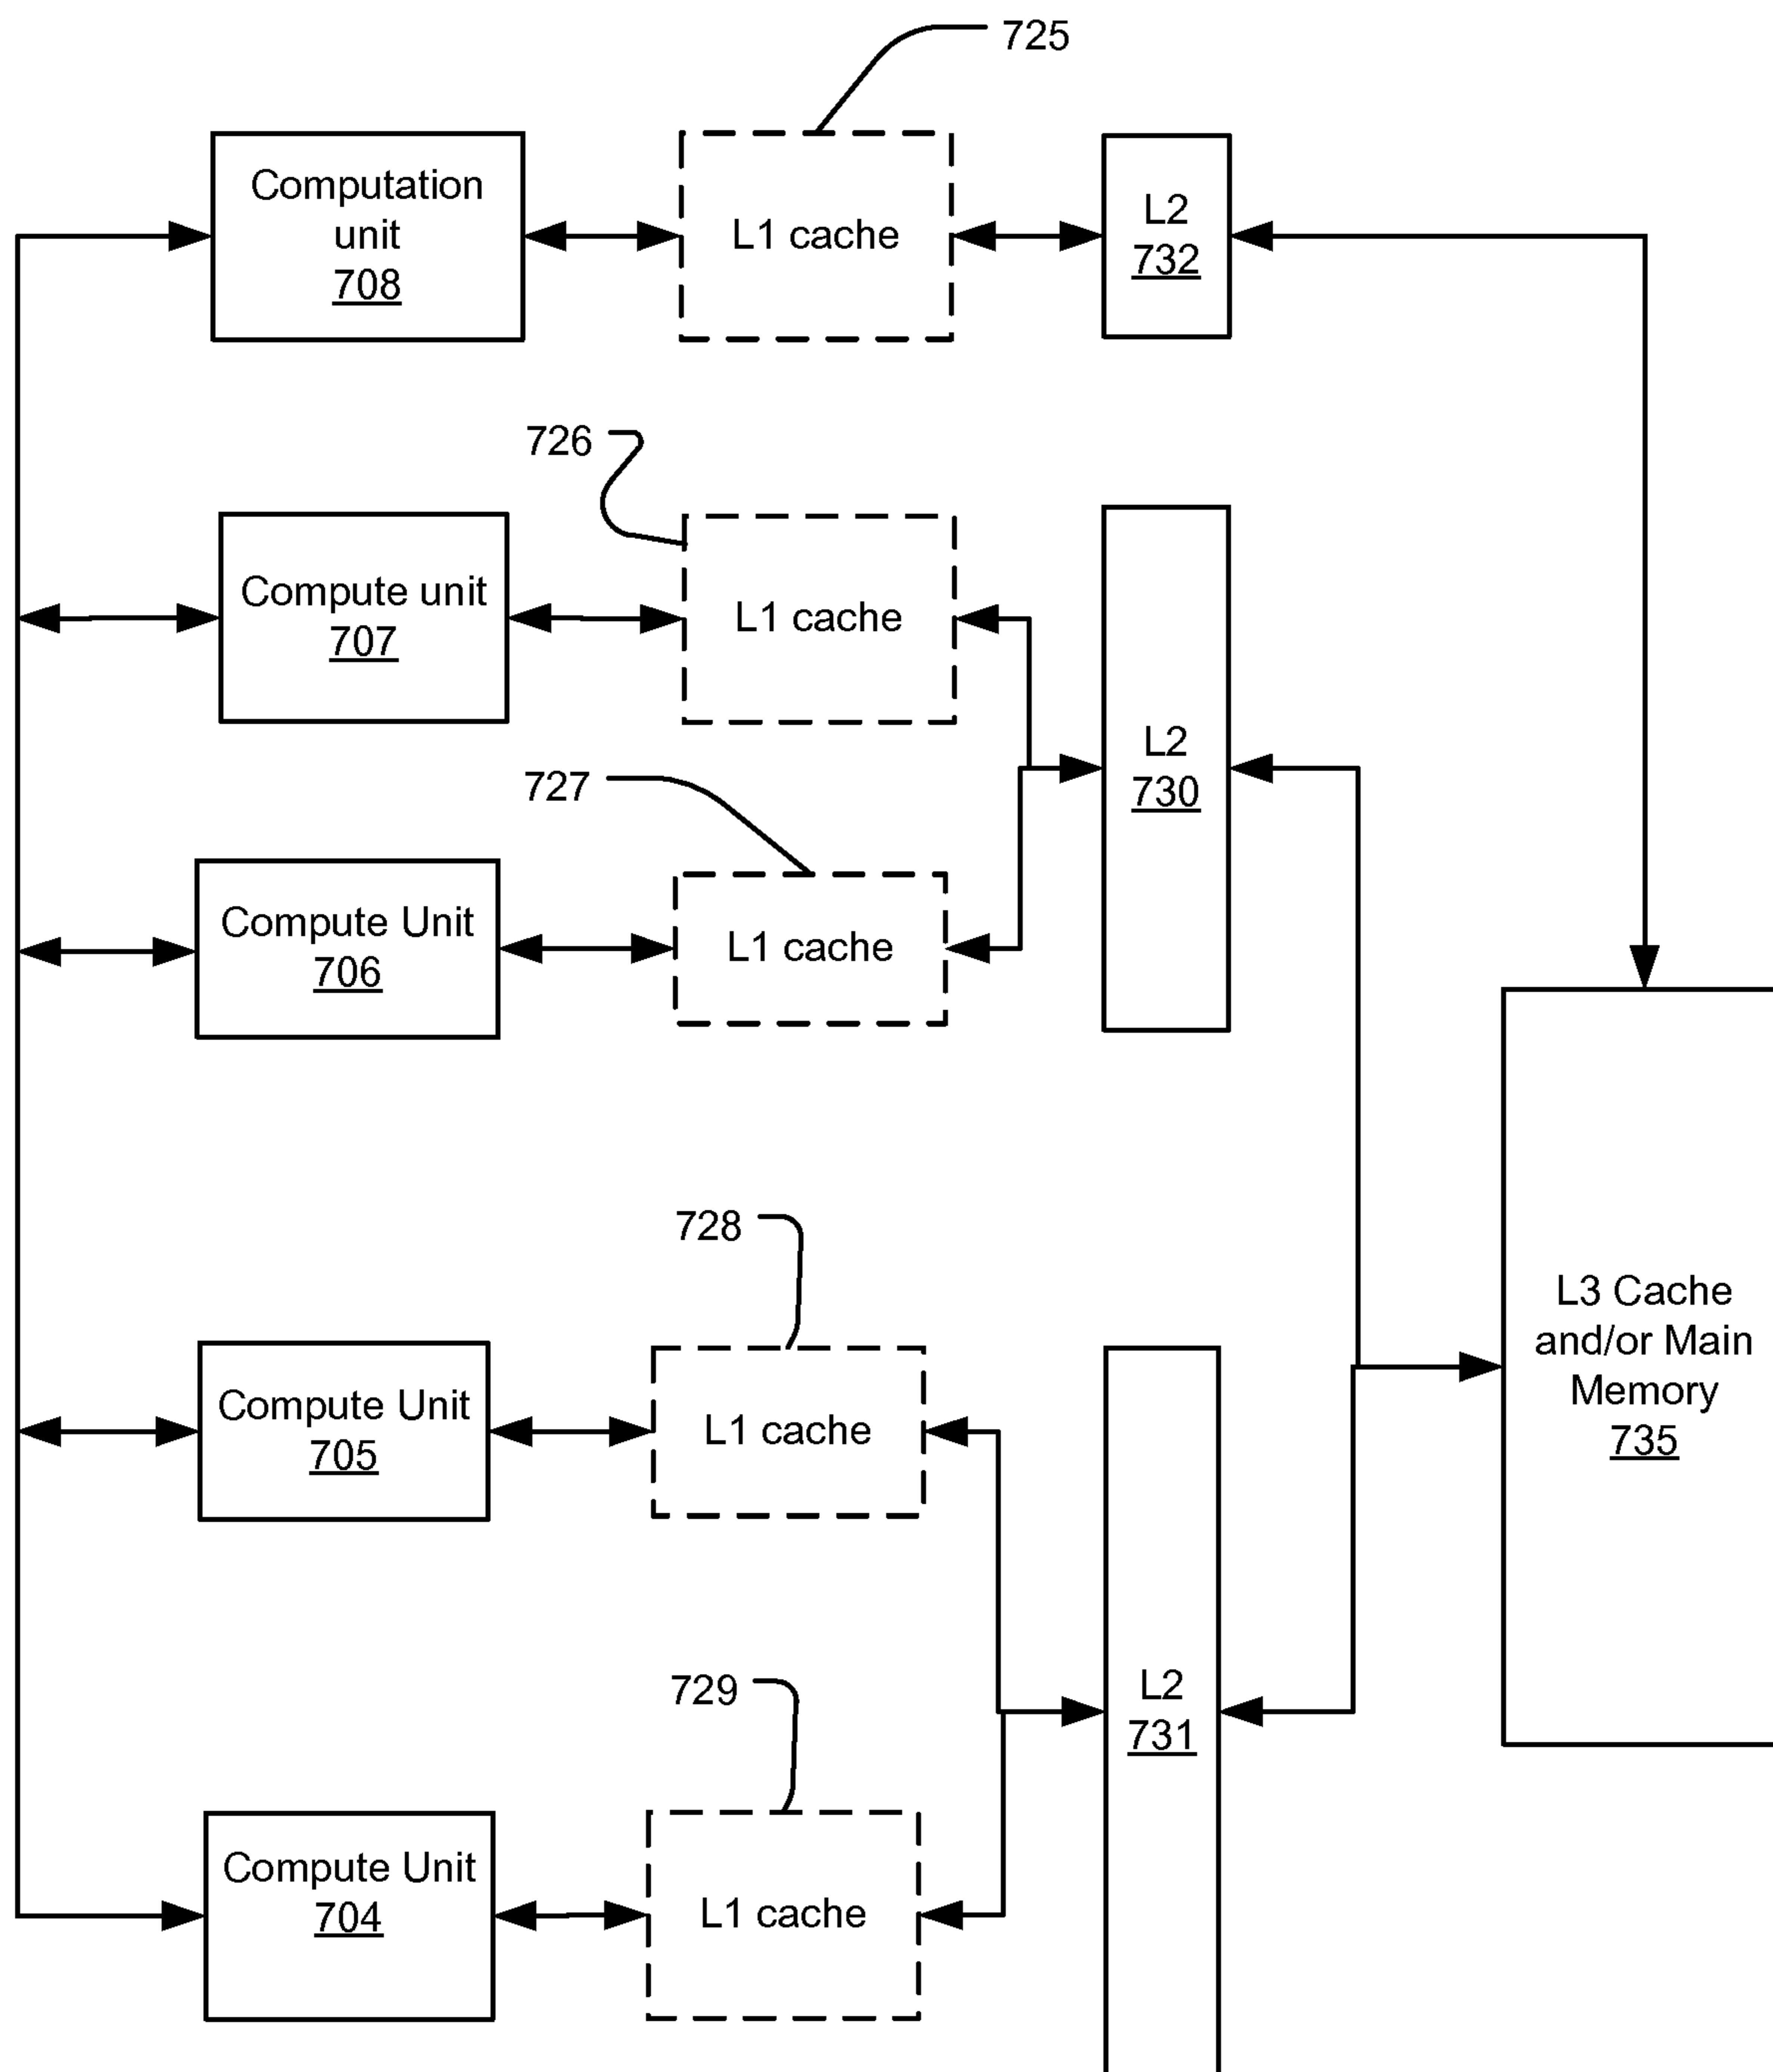 725
Computation
unit
708
L1 cache
L2
732
726
Compute unit
707
L1 cache
L2
730
727
Compute Unit
706
L1 cache
728
Compute Unit
705
L1 cache
L3 Cache
and/or Main
Memory
735
729
Compute Unit
704
L1 cache
L2
731